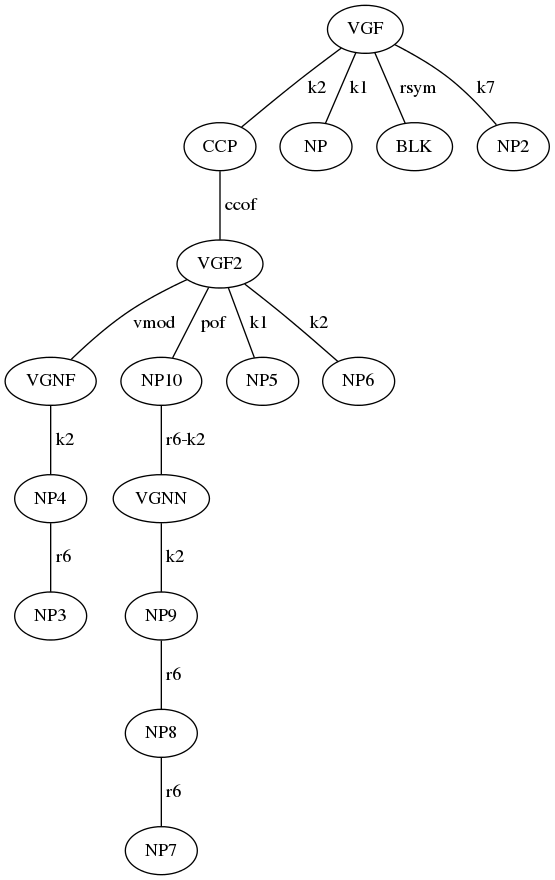 VGF
k2 k1 rsym k7
CCP NP BLK NP2
ccof
VGF2
vmod pof k1 k2
VGNF NP10 NP5 NP6
k2 r6-k2
NP4 VGNN
r6 k2
NP3 NP9
r6
NP8
r6
NP7